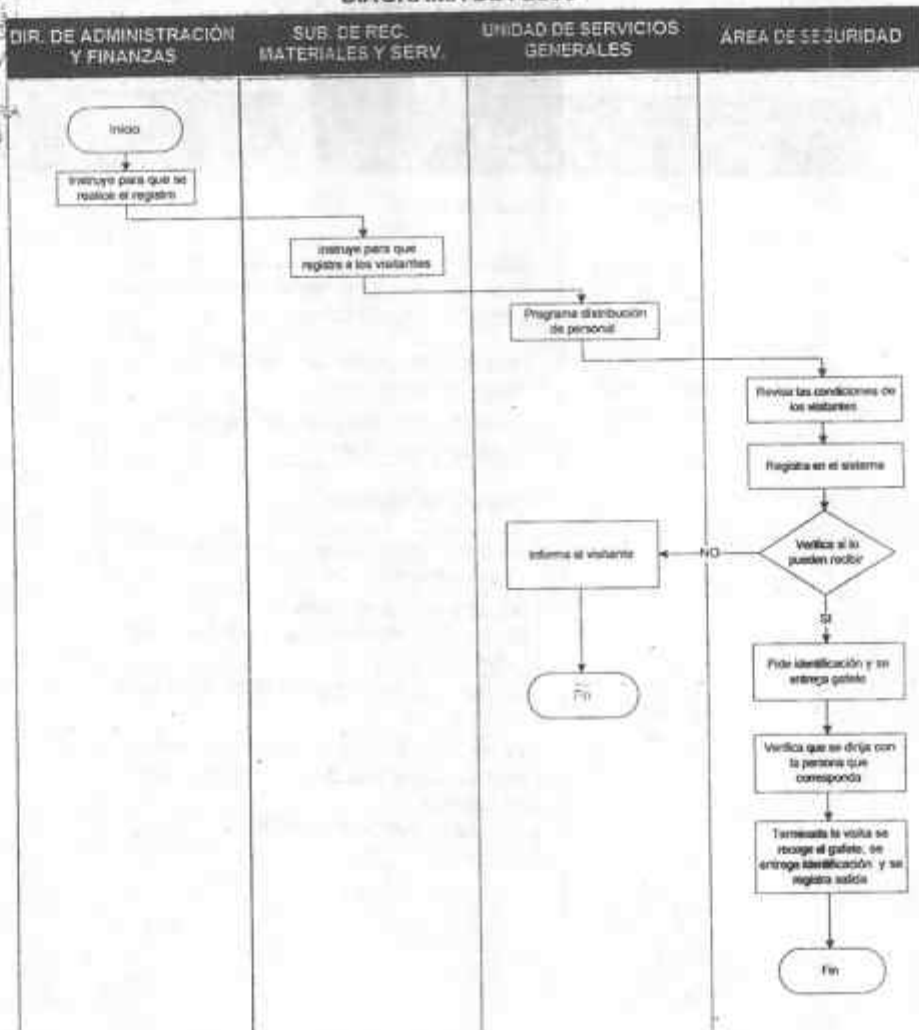 DIR. DE ADMINISTRACIÓN
Y FINANZAS
SUB. DE REC.
MATERIALES Y SERV.
UNIDAD DE SERVICIOS
GENERALES
ÁREA DE SEGURIDAD
Inicio
Instruye para que se
realice el registro
Instruye para que
registre a los visitantes
Programa distribución
de personal
Revisa las condiciones de
los visitantes
Registra en el sistema
Verifica si lo
pueden recibir
NO
Informa al visitante
SI
Fin
Pide identificación y se
entrega gafete
Verifica que se dirija con
la persona que
corresponda
Terminada la visita se
recoge el gafete, se
entrega identificación y se
registra salida
Fin